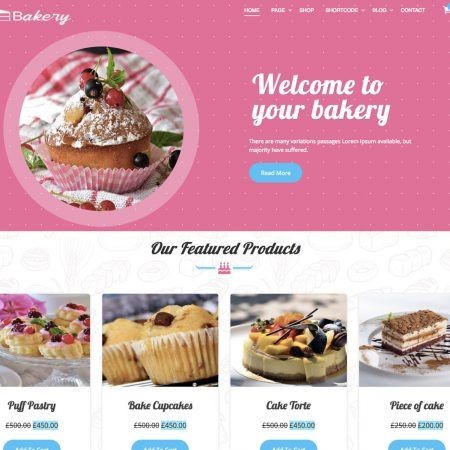 Bakery
HOME PAGE SHOP SHORTCODE BLOG CONTACT
Welcome to
your bakery
There are many variations passages Lorem Ipsum available, but
majority have suffered.
Read More
Our Featured Products
Puff Pastry Bake Cupcakes Cake Torte Piece of cake
£500.00 £450.00 £500.00 £450.00 £500.00 £450.00 £250.00 £200.00
Add To Cart Add To Cart Add To Cart Add To Cart